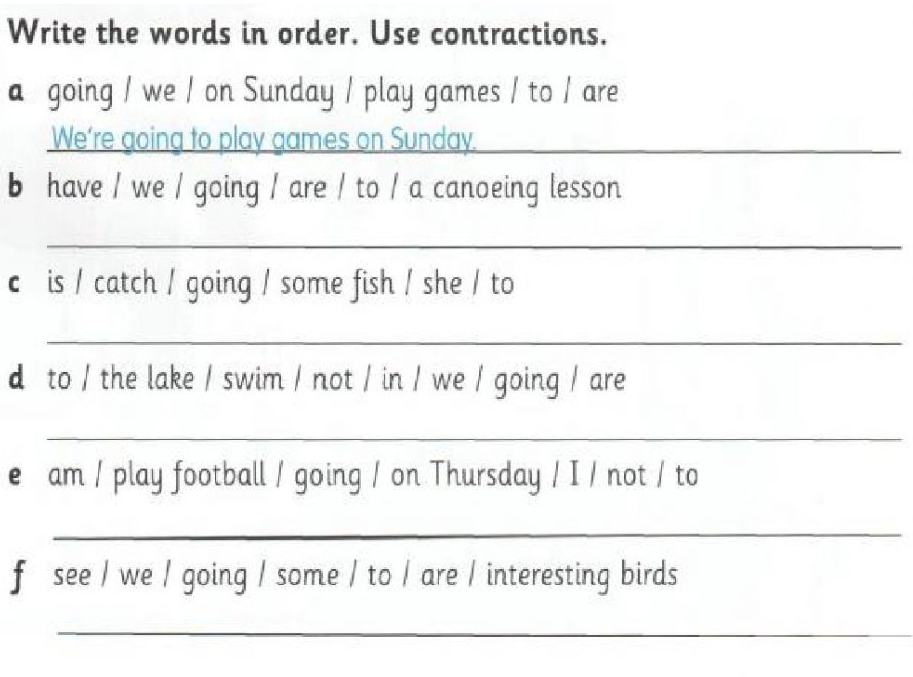 Write the words in order. Use contractions.
a going / we / on Sunday / play games / to / are
We're going to play games on Sunday.
b have / we / going / are / to / a canoeing lesson
c is / catch / going / some fish / she / to
d to / the lake / swim / not / in / we / going / are
e am / play football / going / on Thursday / I / not / to
f see / we / going / some / to / are / interesting birds